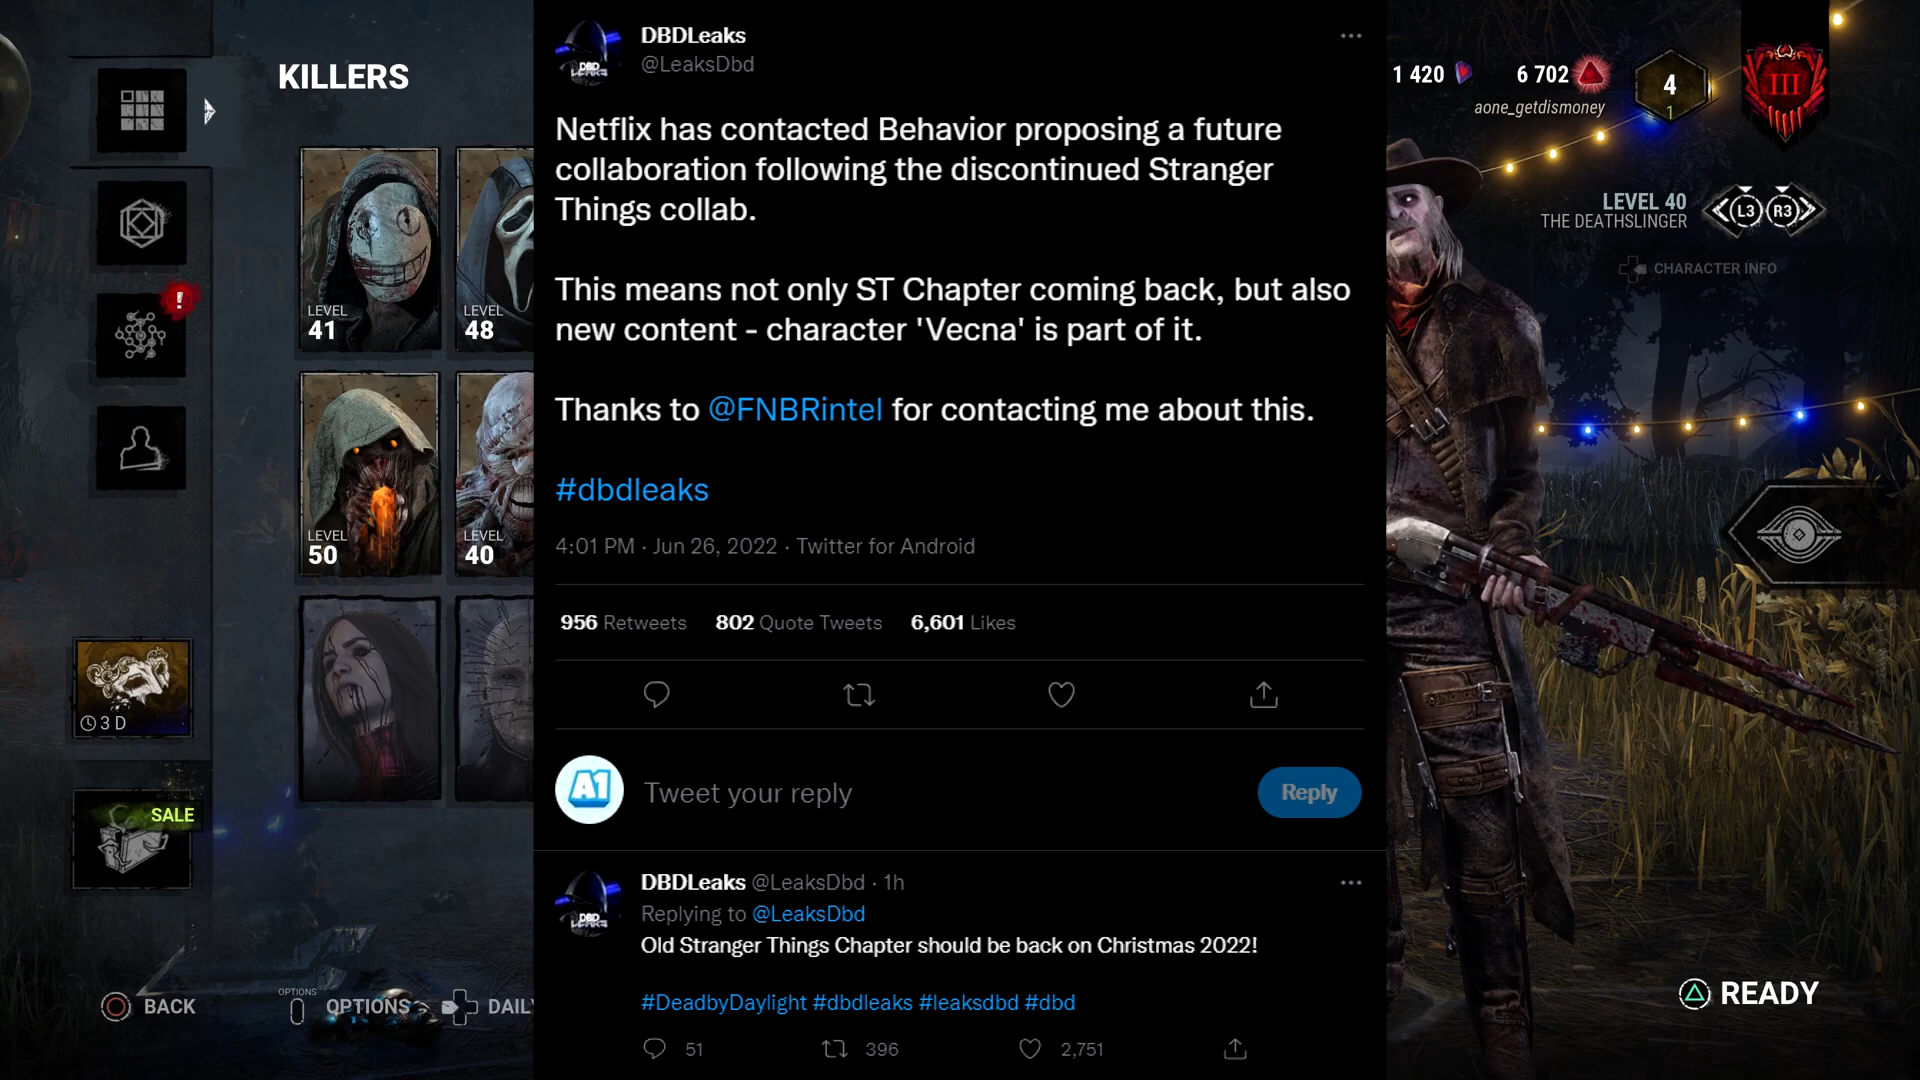 KILLERS
LEVEL
41
LEVEL
48
LEVEL
50
LEVEL
40
3 D
SALE
BACK
OPTIONS
OPTIONS
DAIL
DBDLeaks
@LeaksDbd
Netflix has contacted Behavior proposing a future
collaboration following the discontinued Stranger
Things collab.
This means not only ST Chapter coming back, but also
new content - character 'Vecna' is part of it.
Thanks to @FNBRintel for contacting me about this.
#dbdleaks
4:01 PM · Jun 26, 2022 · Twitter for Android
956 Retweets 802 Quote Tweets 6,601 Likes
A1
Tweet your reply
Reply
DBDLeaks @LeaksDbd · 1h
Replying to @LeaksDbd
Old Stranger Things Chapter should be back on Christmas 2022!
#DeadbyDaylight #dbdleaks #leaksdbd #dbd
51 396 2,751
1 420 6 702
aone_getdismoney
4
1
III
LEVEL 40
THE DEATHSLINGER
L3 R3
CHARACTER INFO
READY